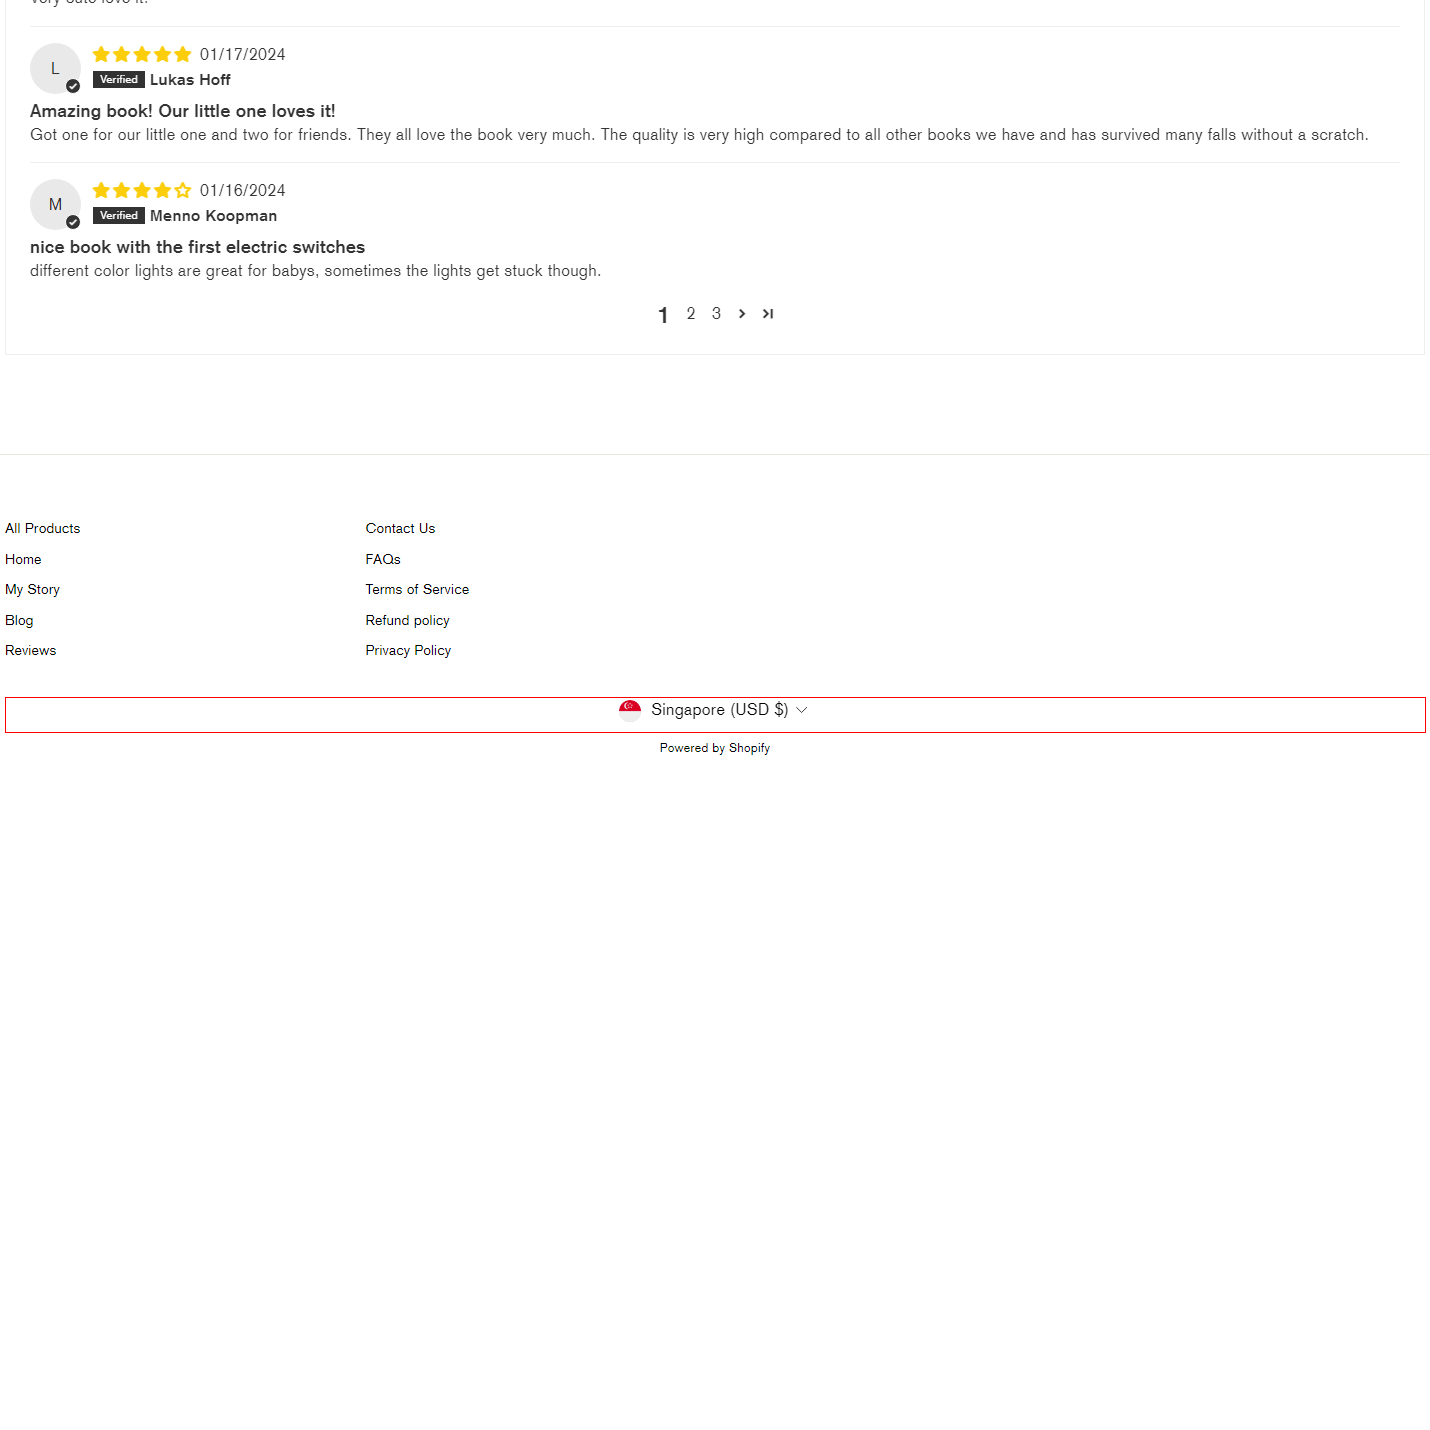 L
01/17/2024
Verified Lukas Hoff
Amazing book! Our little one loves it!
Got one for our little one and two for friends. They all love the book very much. The quality is very high compared to all other books we have and has survived many falls without a scratch.
M
01/16/2024
Verified Menno Koopman
nice book with the first electric switches
different color lights are great for babys, sometimes the lights get stuck though.
1 2 3
All Products
Home
My Story
Blog
Reviews
Contact Us
FAQs
Terms of Service
Refund policy
Privacy Policy
Singapore (USD $)
Powered by Shopify